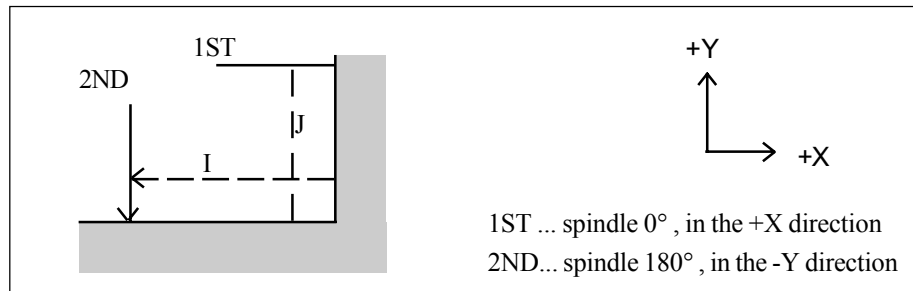 1ST
2ND
J
I
+Y
+X
1ST ... spindle 0° , in the +X direction
2ND... spindle 180° , in the -Y direction